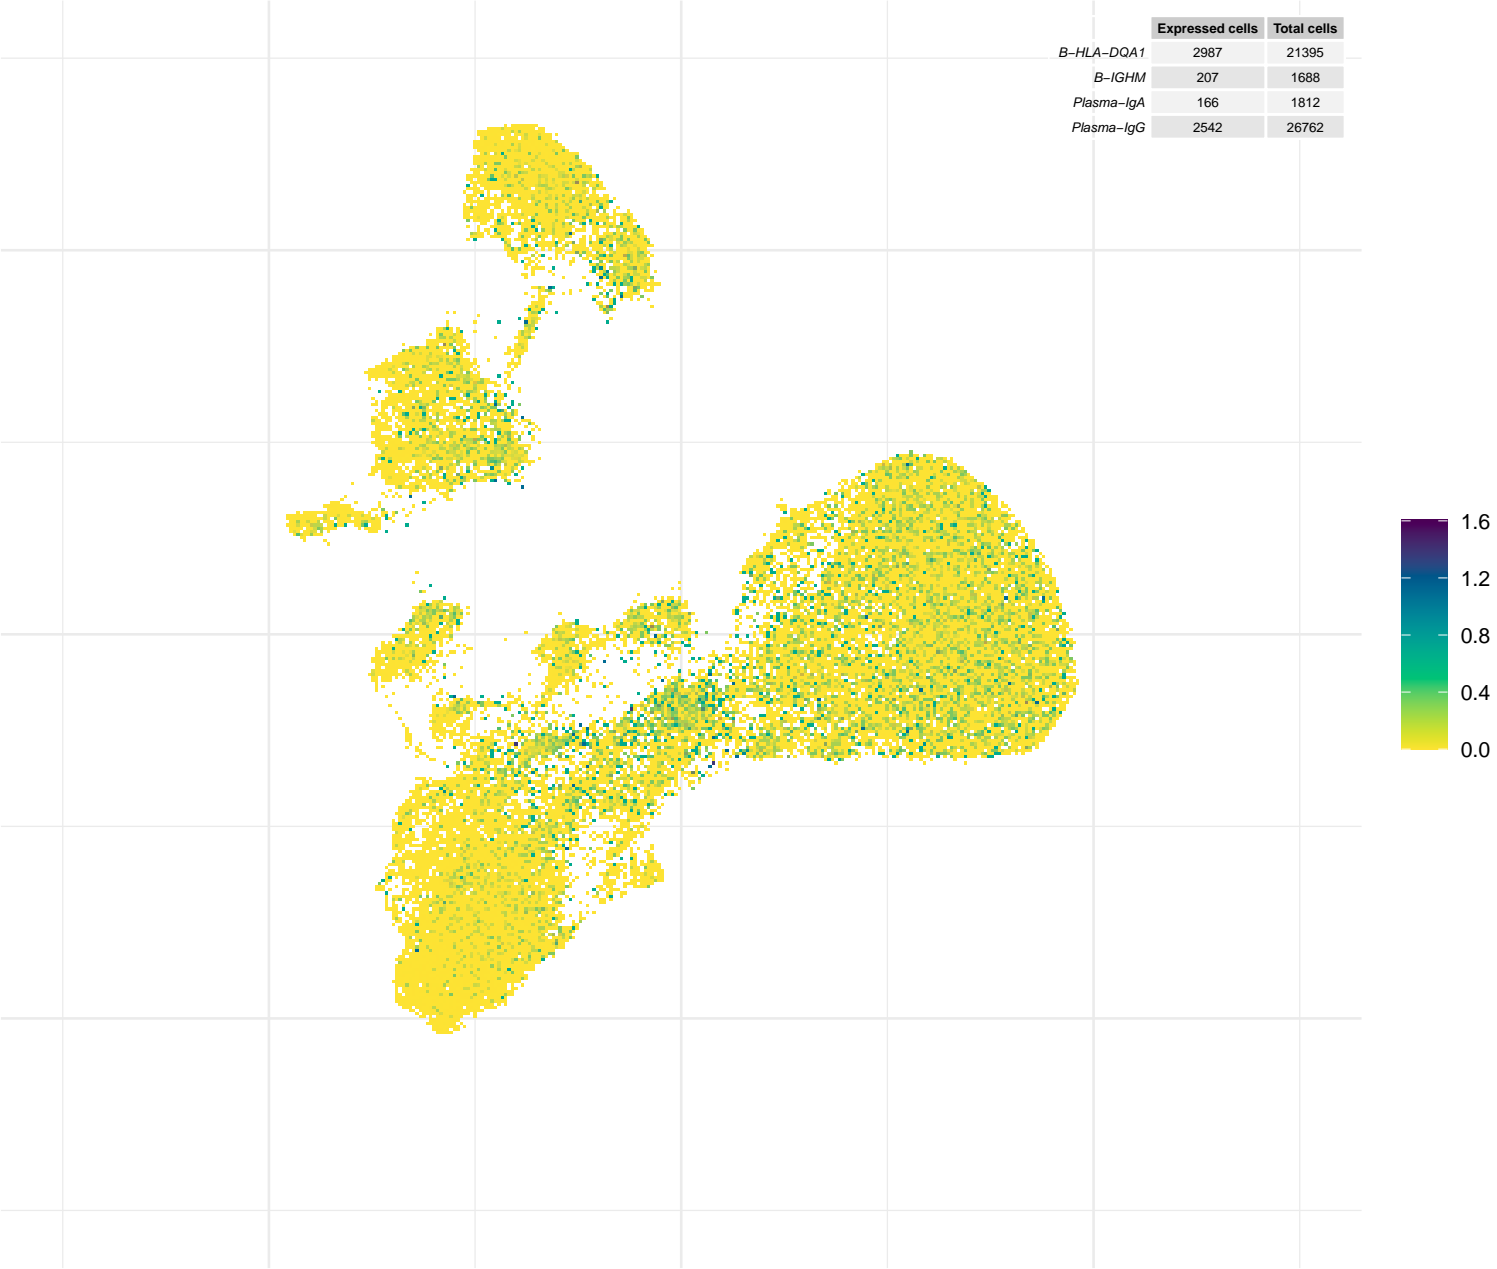 Expressed cells Total cells
B−HLA−DQA1 2987 21395
B−IGHM 207 1688
Plasma−IgA 166 1812
Plasma−IgG 2542 26762
1.6
1.2
0.8
0.4
0.0